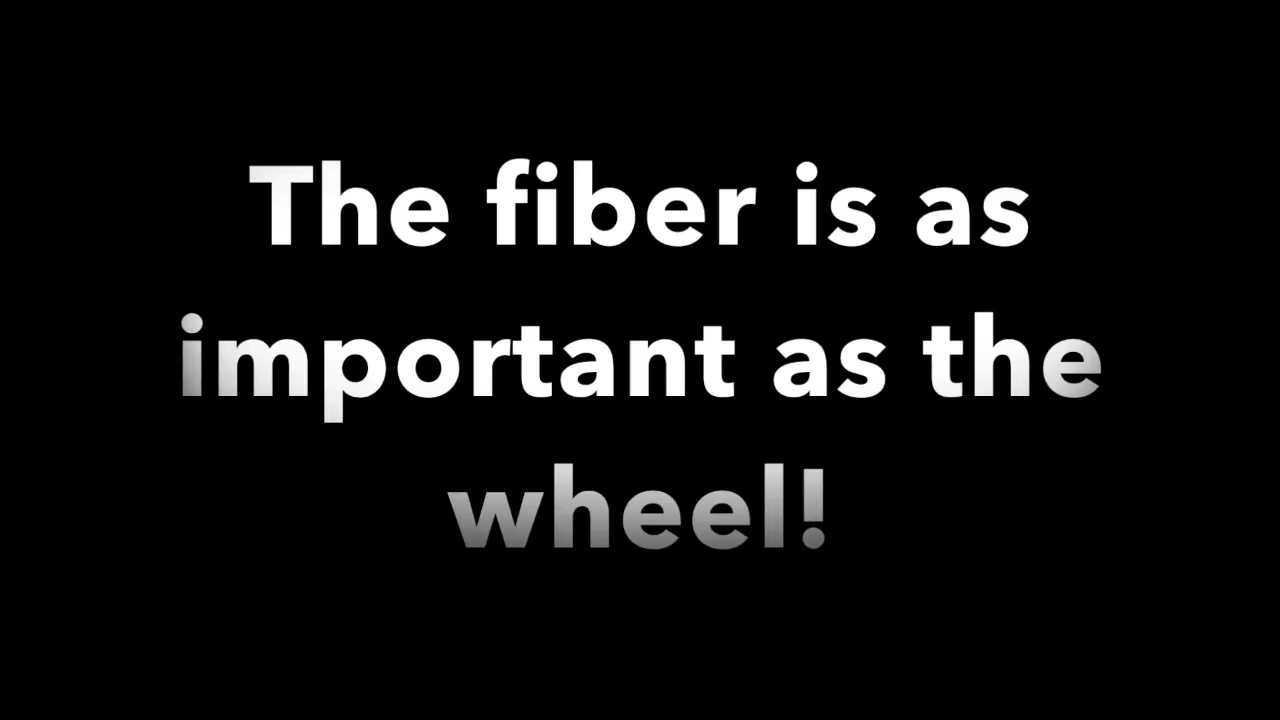 The fiber is as
important as the
wheel!